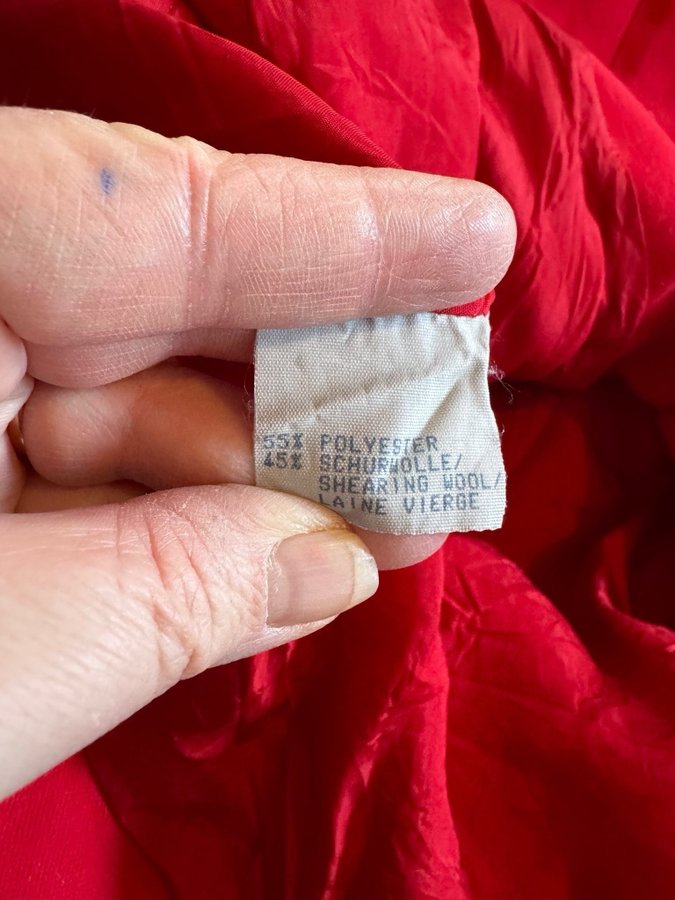 55% POLYESTER
45% SCHURWOLLE/
SHEARING WOOL/
LAINE VIERGE